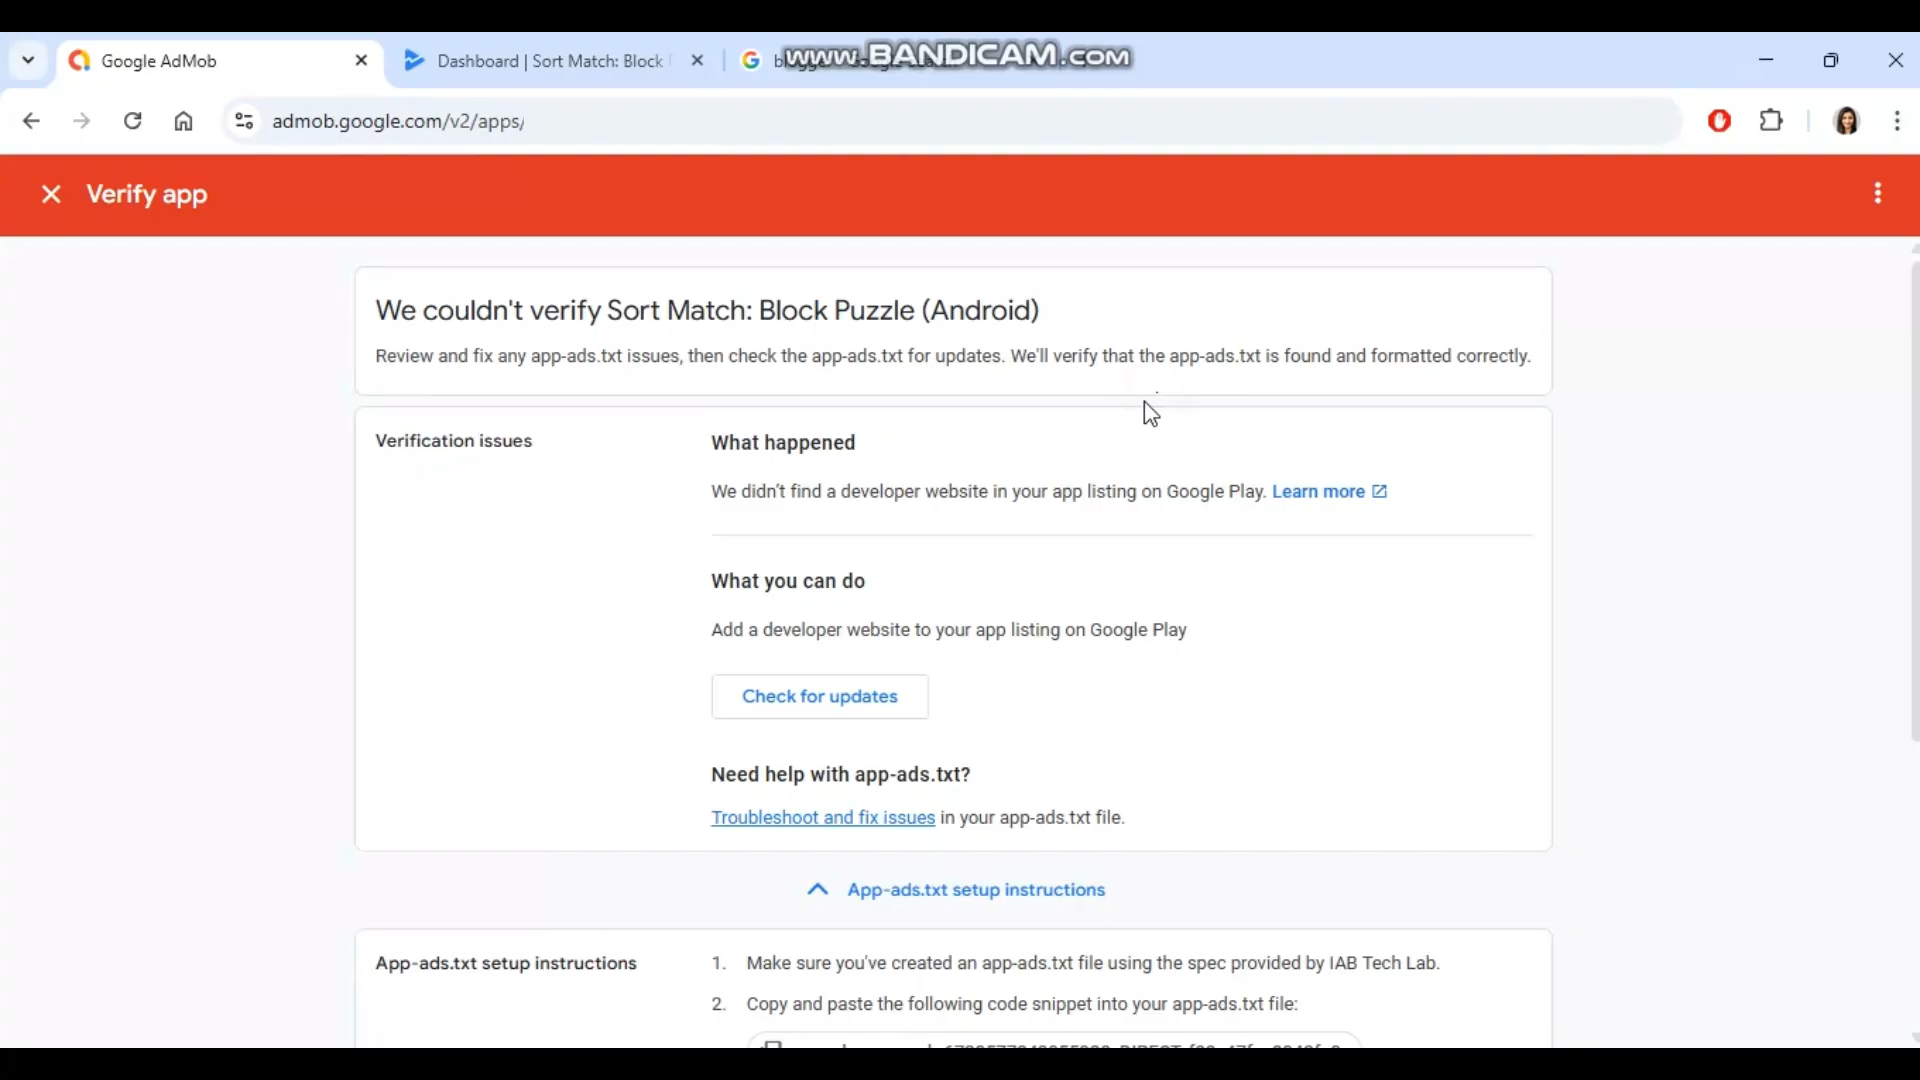 Google AdMob
Dashboard | Sort Match: Block
www.BANDICAM.com
admob.google.com/v2/apps/
Verify app
We couldn't verify Sort Match: Block Puzzle (Android)
Review and fix any app-ads.txt issues, then check the app-ads.txt for updates. We'll verify that the app-ads.txt is found and formatted correctly.
Verification issues
What happened
We didn't find a developer website in your app listing on Google Play. Learn more
What you can do
Add a developer website to your app listing on Google Play
Check for updates
Need help with app-ads.txt?
Troubleshoot and fix issues in your app-ads.txt file.
App-ads.txt setup instructions
App-ads.txt setup instructions
1. Make sure you've created an app-ads.txt file using the spec provided by IAB Tech Lab.
2. Copy and paste the following code snippet into your app-ads.txt file: